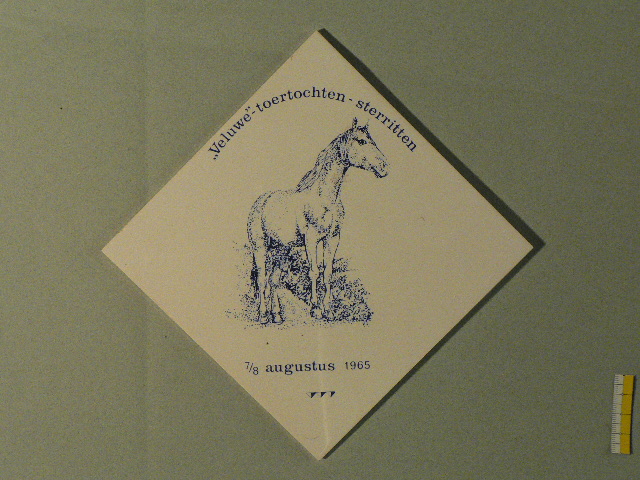 „Veluwe”-toertochten-sterritten
7/8 augustus 1965